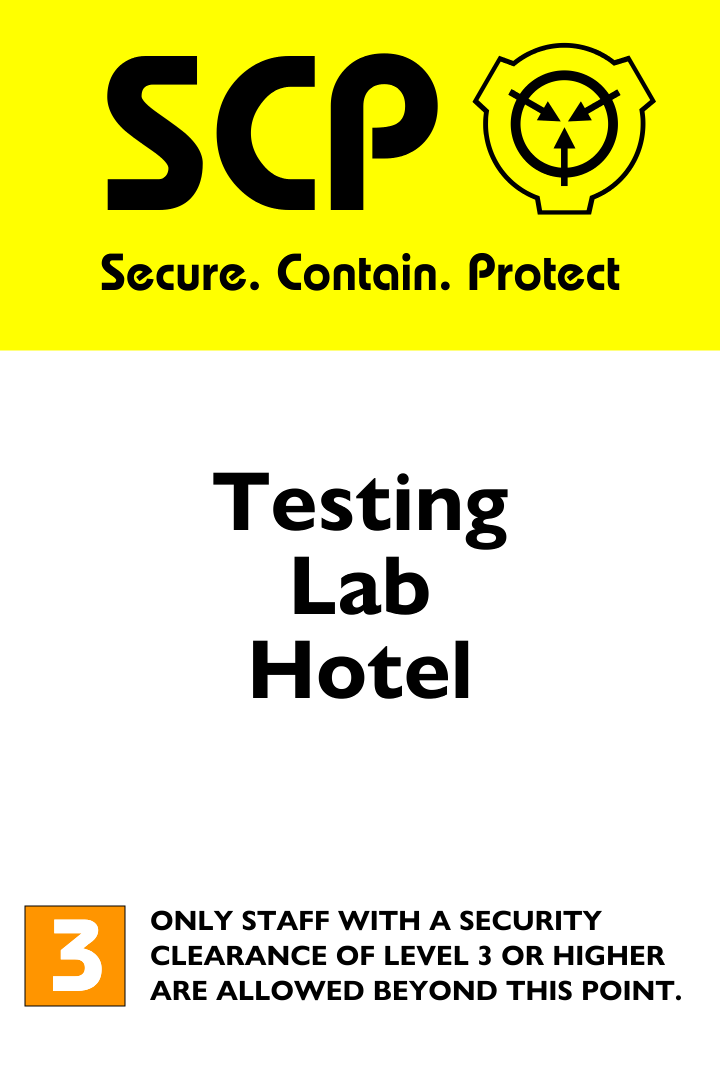 SCP
Secure. Contain. Protect
Testing
Lab
Hotel
3
ONLY STAFF WITH A SECURITY
CLEARANCE OF LEVEL 3 OR HIGHER
ARE ALLOWED BEYOND THIS POINT.